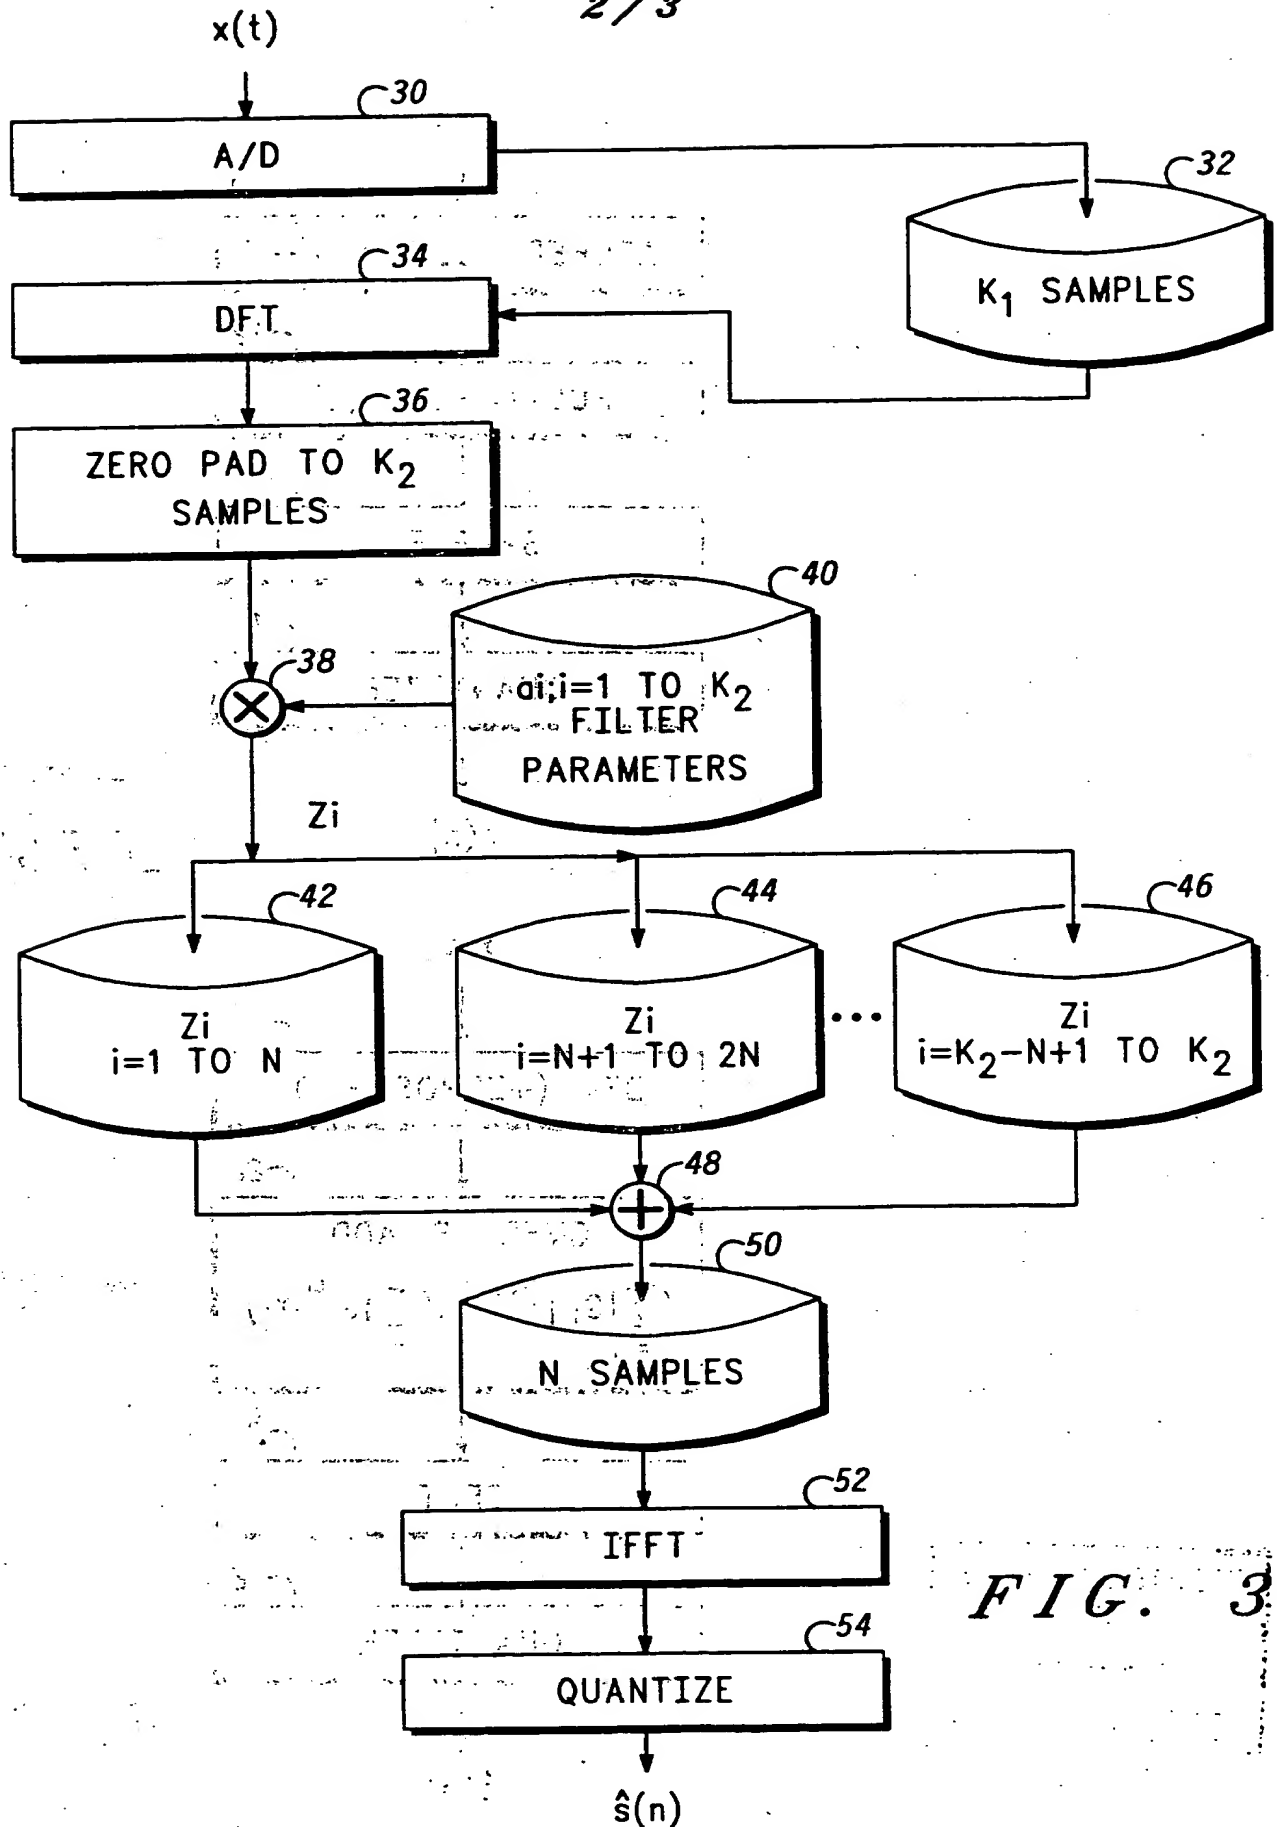 2/3
x(t)
30
A/D
32
K₁ SAMPLES
34
DFT
36
ZERO PAD TO K₂
SAMPLES
38
40
ai;i=1 TO K₂
FILTER
PARAMETERS
Zi
42
Zi
i=1 TO N
44
Zi
i=N+1 TO 2N
...
46
Zi
i=K₂-N+1 TO K₂
48
50
N SAMPLES
52
IFFT
54
QUANTIZE
ŝ(n)
FIG. 3